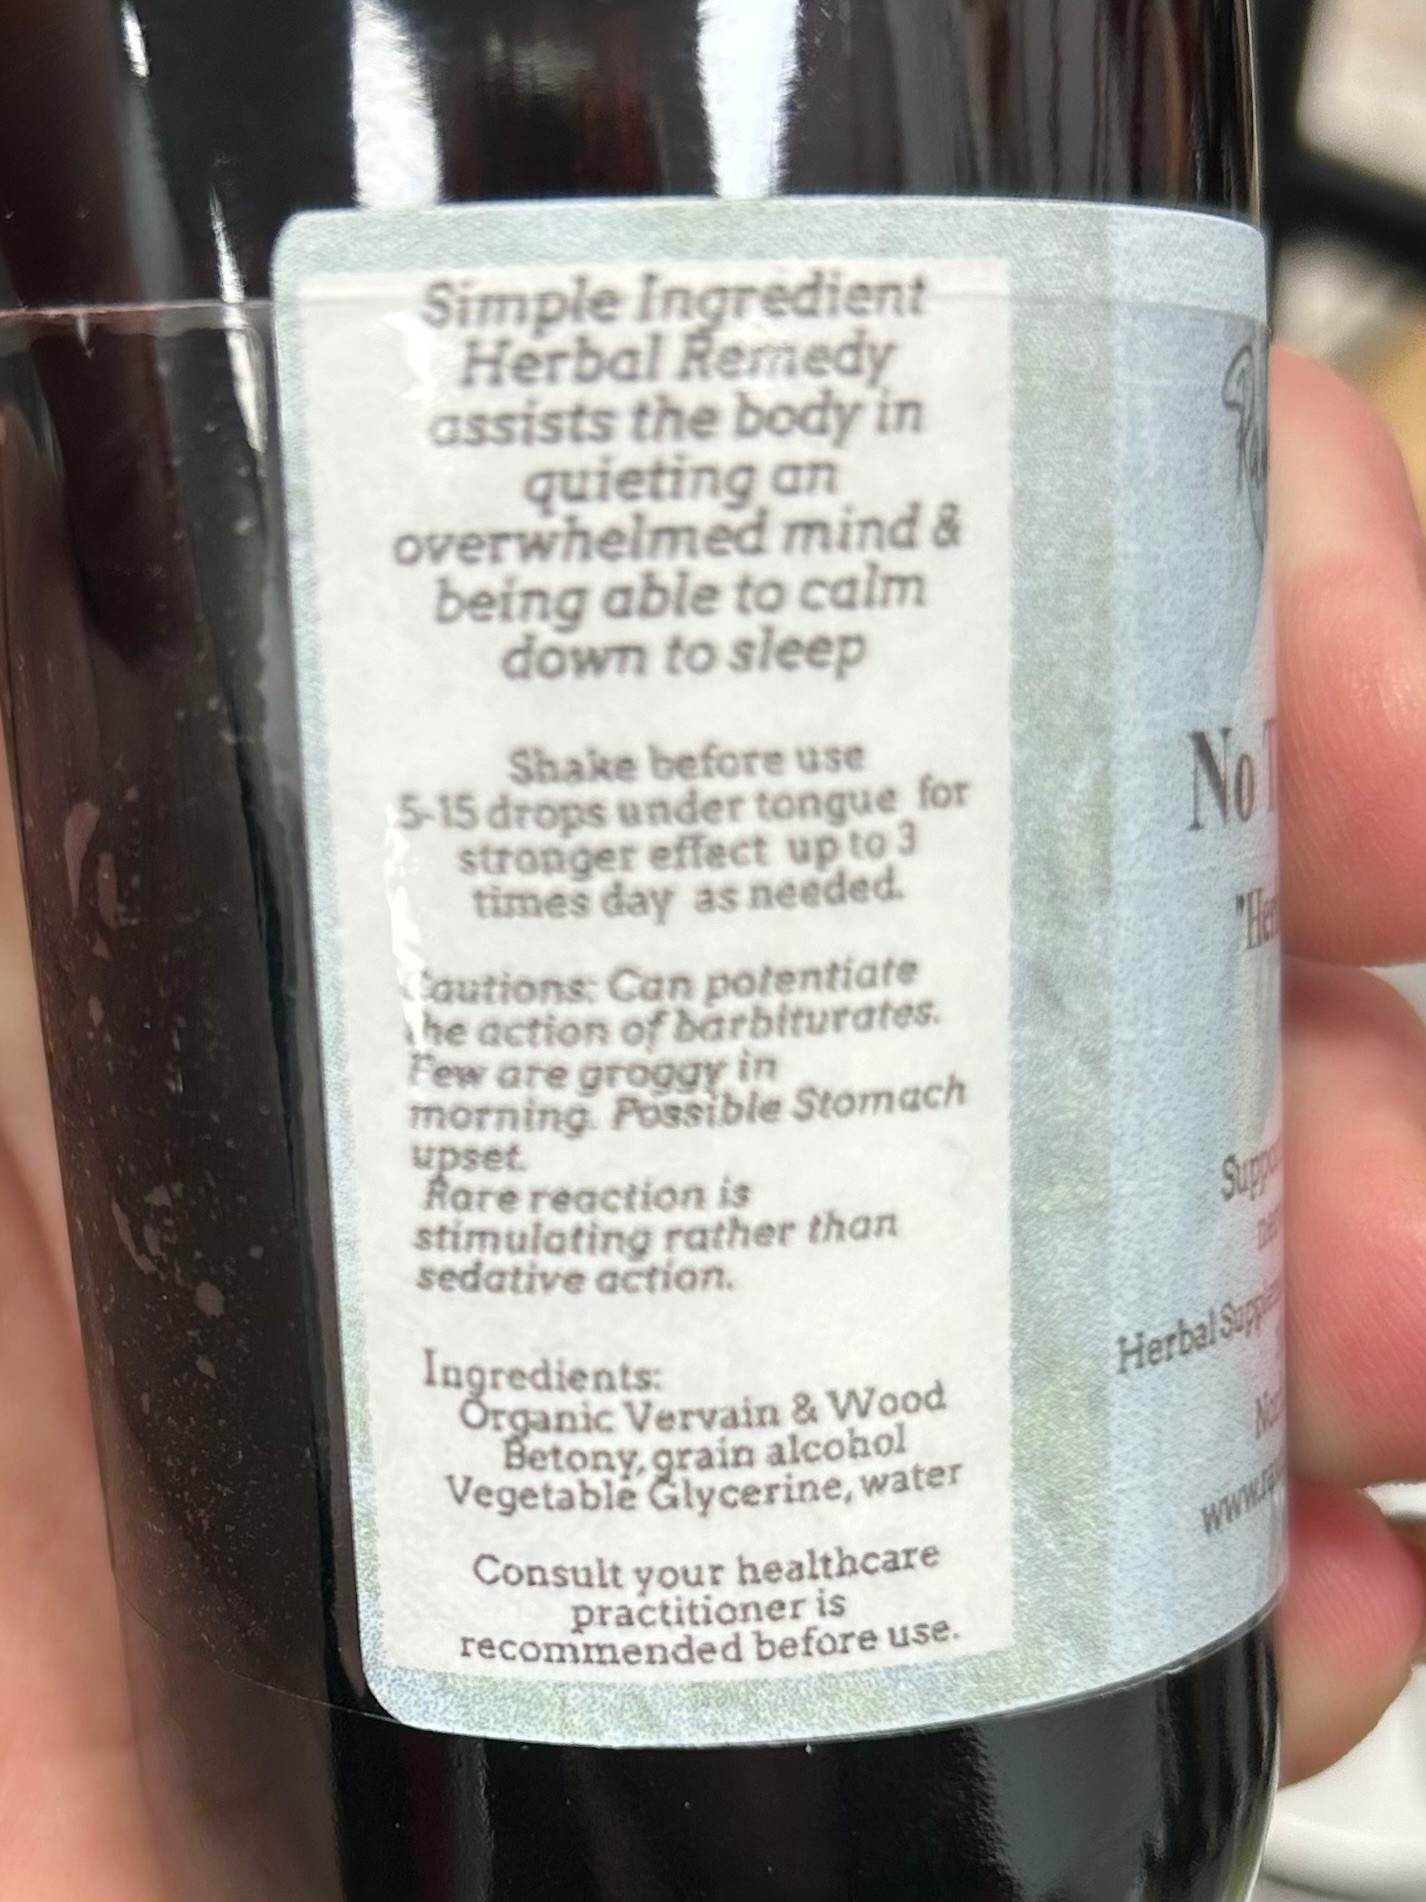 Simple Ingredient
Herbal Remedy
assists the body in
quieting an
overwhelmed mind &
being able to calm
down to sleep
Shake before use
5-15 drops under tongue for
stronger effect up to 3
times day as needed.
Cautions: Can potentiate
the action of barbiturates.
Few are groggy in
morning. Possible Stomach
upset.
Rare reaction is
stimulating rather than
sedative action.
Ingredients:
Organic Vervain & Wood
Betony, grain alcohol
Vegetable Glycerine, water
Consult your healthcare
practitioner is
recommended before use.
No
Herbal